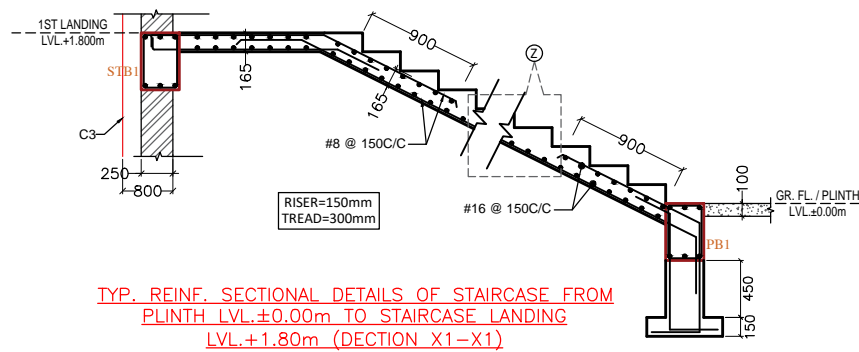 1ST LANDING
LVL.+1.800m
STB1
C3
250
800
165
900
165
#8 @ 150C/C
Z
RISER=150mm
TREAD=300mm
900
#16 @ 150C/C
100
GR. FL. / PLINTH
LVL.±0.00m
PB1
450
150
TYP. REINF. SECTIONAL DETAILS OF STAIRCASE FROM
PLINTH LVL.±0.00m TO STAIRCASE LANDING
LVL.+1.80m (DECTION X1-X1)